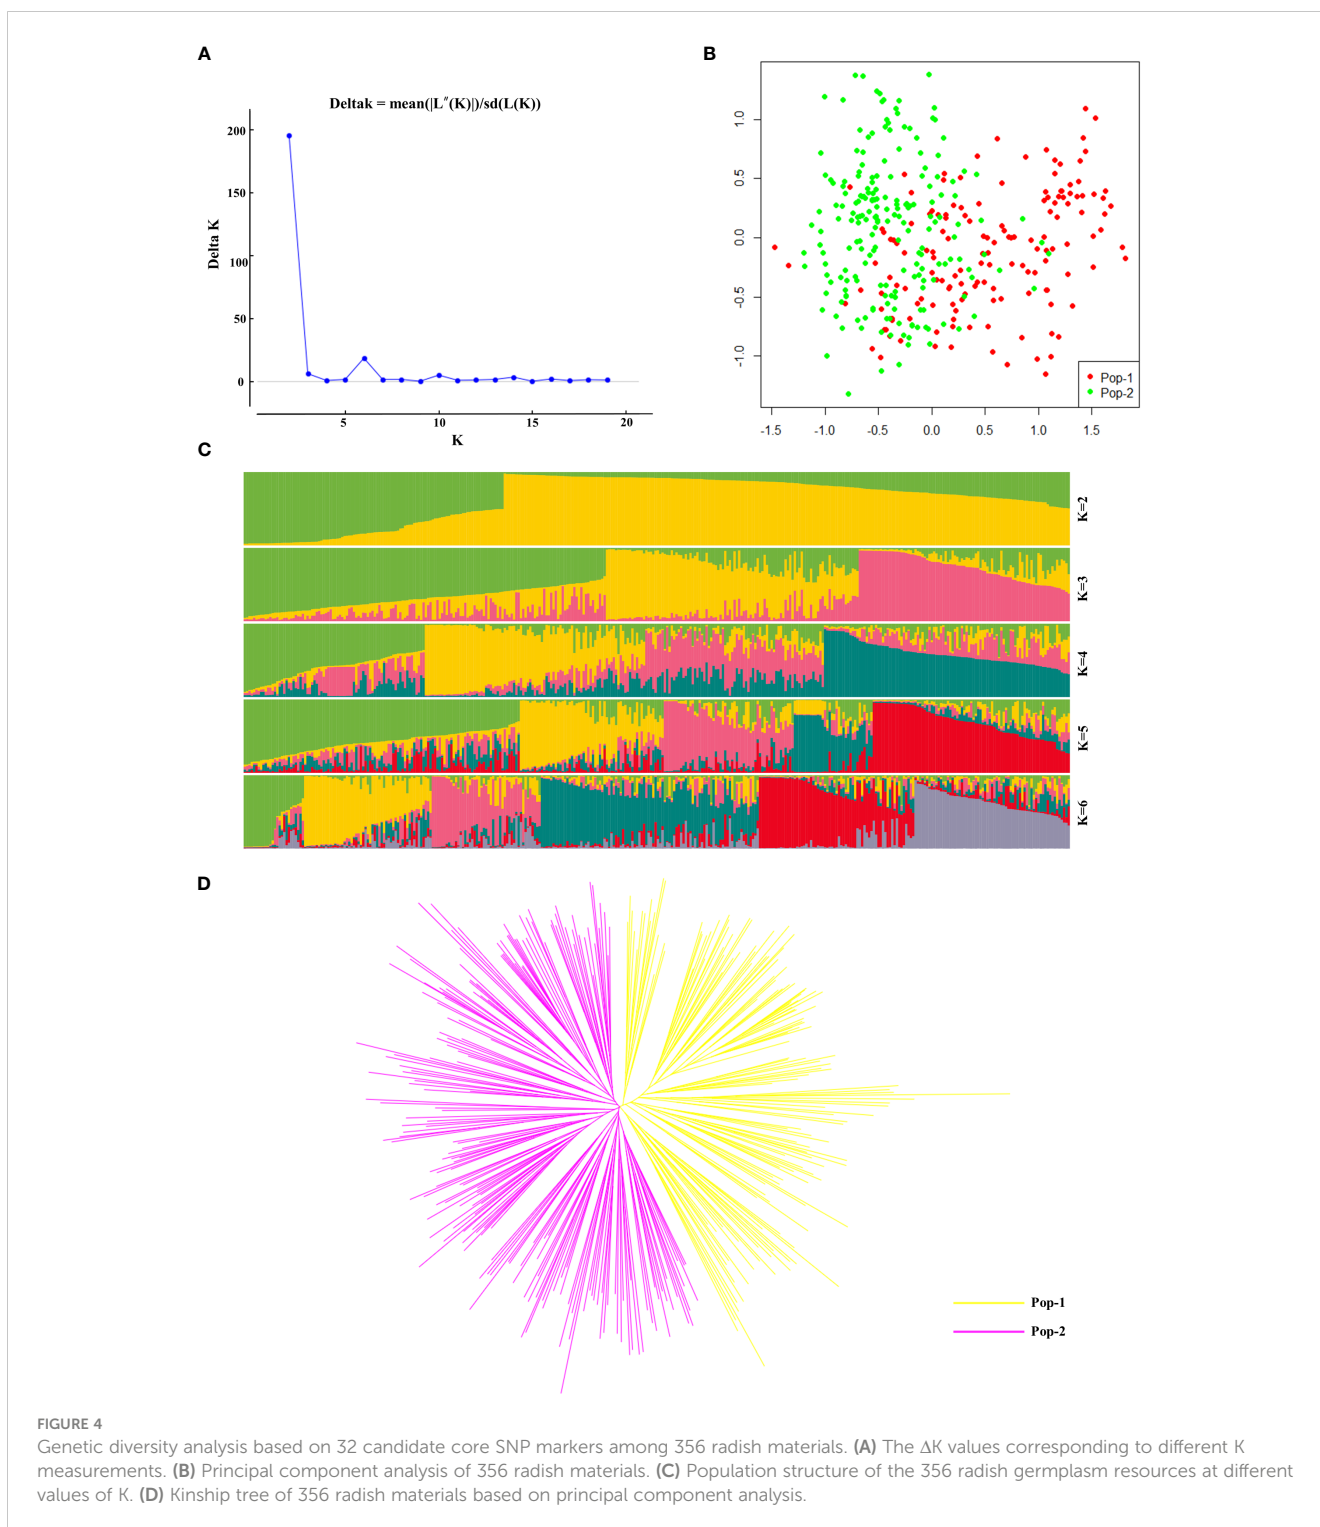 A
Deltak = mean(|L″(K)|)/sd(L(K))
200
150
100
50
0
Delta K
5
10
15
20
K
B
1.0
0.5
0.0
-0.5
-1.0
-1.5
-1.0
-0.5
0.0
0.5
1.0
1.5
Pop-1
Pop-2
C
K=2
K=3
K=4
K=5
K=6
D
Pop-1
Pop-2
FIGURE 4
Genetic diversity analysis based on 32 candidate core SNP markers among 356 radish materials. (A) The ΔK values corresponding to different K
measurements. (B) Principal component analysis of 356 radish materials. (C) Population structure of the 356 radish germplasm resources at different
values of K. (D) Kinship tree of 356 radish materials based on principal component analysis.